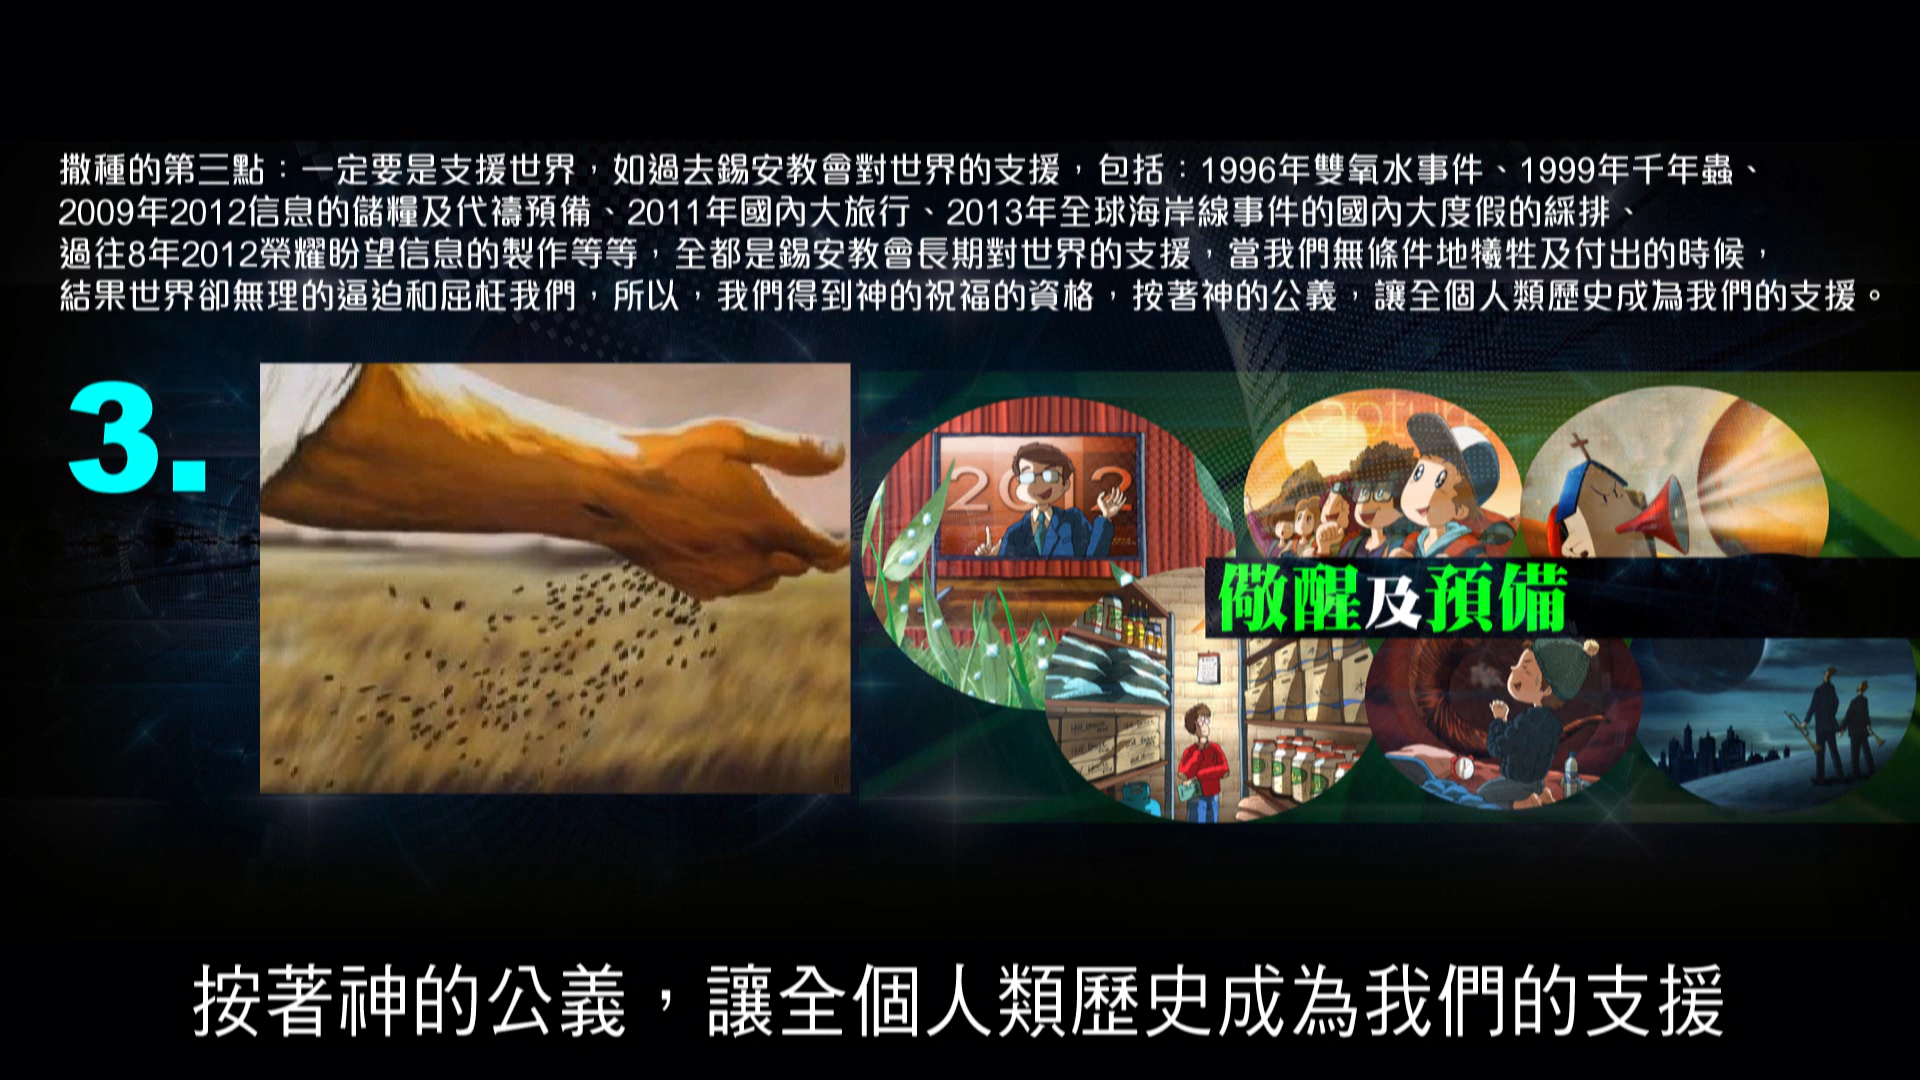 撒種的第三點：一定要是支援世界，如過去錫安教會對世界的支援，包括：1996年雙氧水事件、1999年千年蟲、
2009年2012信息的儲糧及代禱預備、2011年國內大旅行、2013年全球海岸線事件的國內大度假的綵排、
過往8年2012榮耀盼望信息的製作等等，全都是錫安教會長期對世界的支援，當我們無條件地犧牲及付出的時候，
結果世界卻無理的逼迫和屈枉我們，所以，我們得到神的祝福的資格，按著神的公義，讓全個人類歷史成為我們的支援。
3.
2012
Rapture
儆醒及預備
按著神的公義，讓全個人類歷史成為我們的支援